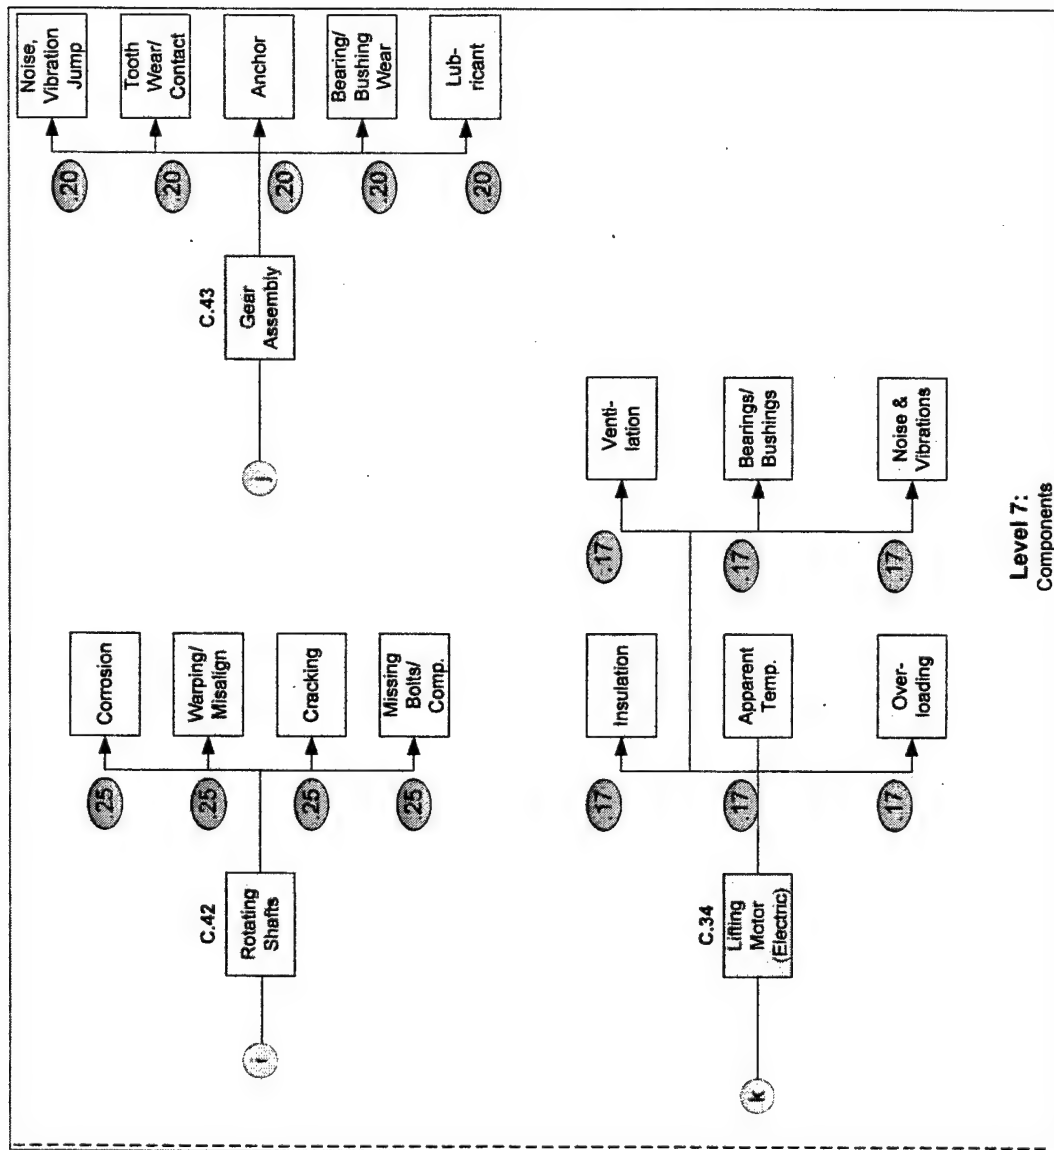 i
C.42
Rotating
Shafts
.25
Corrosion
.25
Warping/
Misalign
.25
Cracking
.25
Missing
Bolts/
Comp.
j
C.43
Gear
Assembly
.20
Noise,
Vibration
Jump
.20
Tooth
Wear/
Contact
.20
Anchor
.20
Bearing/
Bushing
Wear
.20
Lub-
ricant
k
C.34
Lifting
Motor
(Electric)
.17
Insulation
.17
Apparent
Temp.
.17
Over-
loading
.17
Venti-
lation
.17
Bearings/
Bushings
.17
Noise &
Vibrations
Level 7:
Components